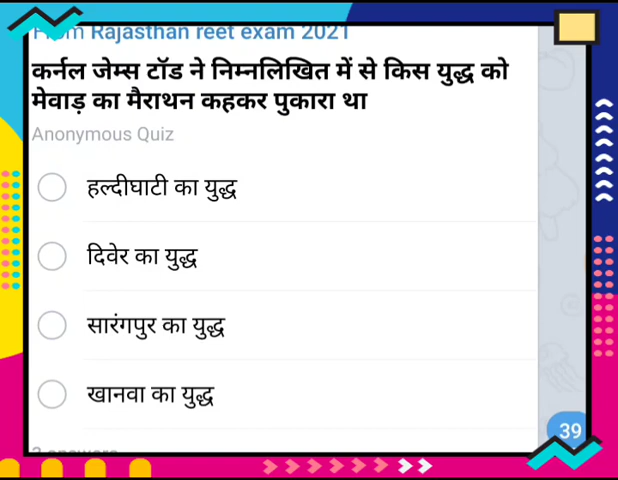 From Rajasthan reet exam 2021
कर्नल जेम्स टॉड ने निम्नलिखित में से किस युद्ध को
मेवाड़ का मैराथन कहकर पुकारा था
Anonymous Quiz
हल्दीघाटी का युद्ध
दिवेर का युद्ध
सारंगपुर का युद्ध
खानवा का युद्ध
39